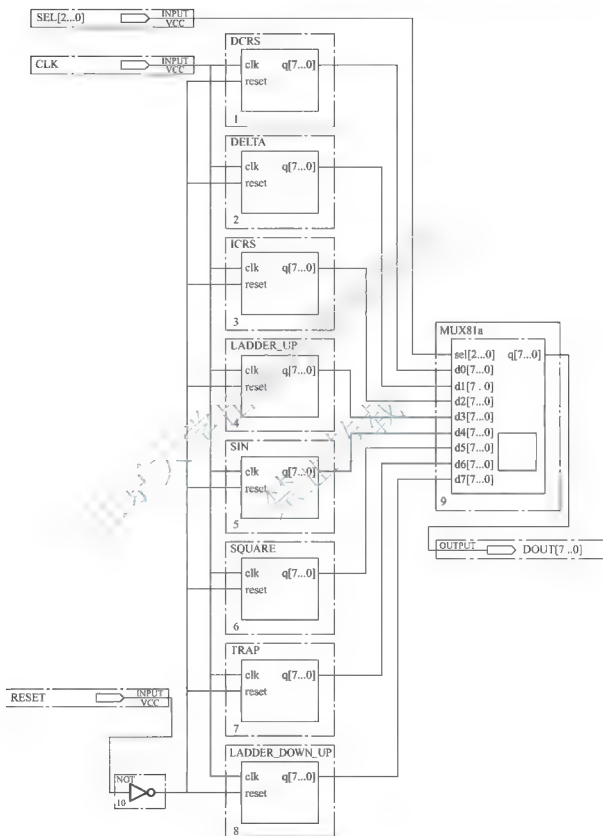 SEL[2...0]
INPUT
VCC
CLK
INPUT
VCC
DCRS
clk q[7...0]
reset
1
DELTA
clk q[7...0]
reset
2
ICRS
clk q[7...0]
reset
3
LADDER_UP
clk q[7...0]
reset
4
SIN
clk q[7...0]
reset
5
SQUARE
clk q[7...0]
reset
6
TRAP
clk q[7...0]
reset
7
LADDER_DOWN_UP
clk q[7...0]
reset
8
MUX81a
sel[2...0] q[7...0]
d0[7...0]
d1[7...0]
d2[7...0]
d3[7...0]
d4[7...0]
d5[7...0]
d6[7...0]
d7[7...0]
9
OUTPUT
DOUT[7...0]
RESET
INPUT
VCC
NOT
10